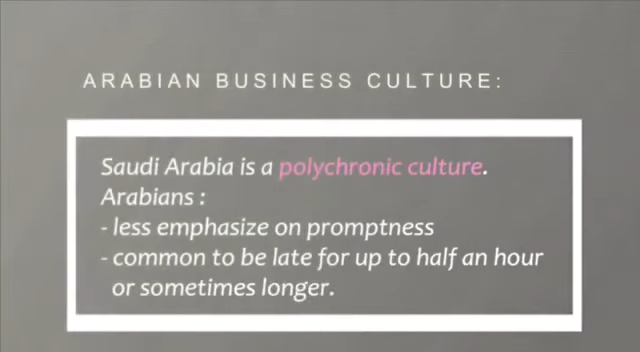 ARABIAN BUSINESS CULTURE:
Saudi Arabia is a polychronic culture.
Arabians :
- less emphasize on promptness
- common to be late for up to half an hour
or sometimes longer.